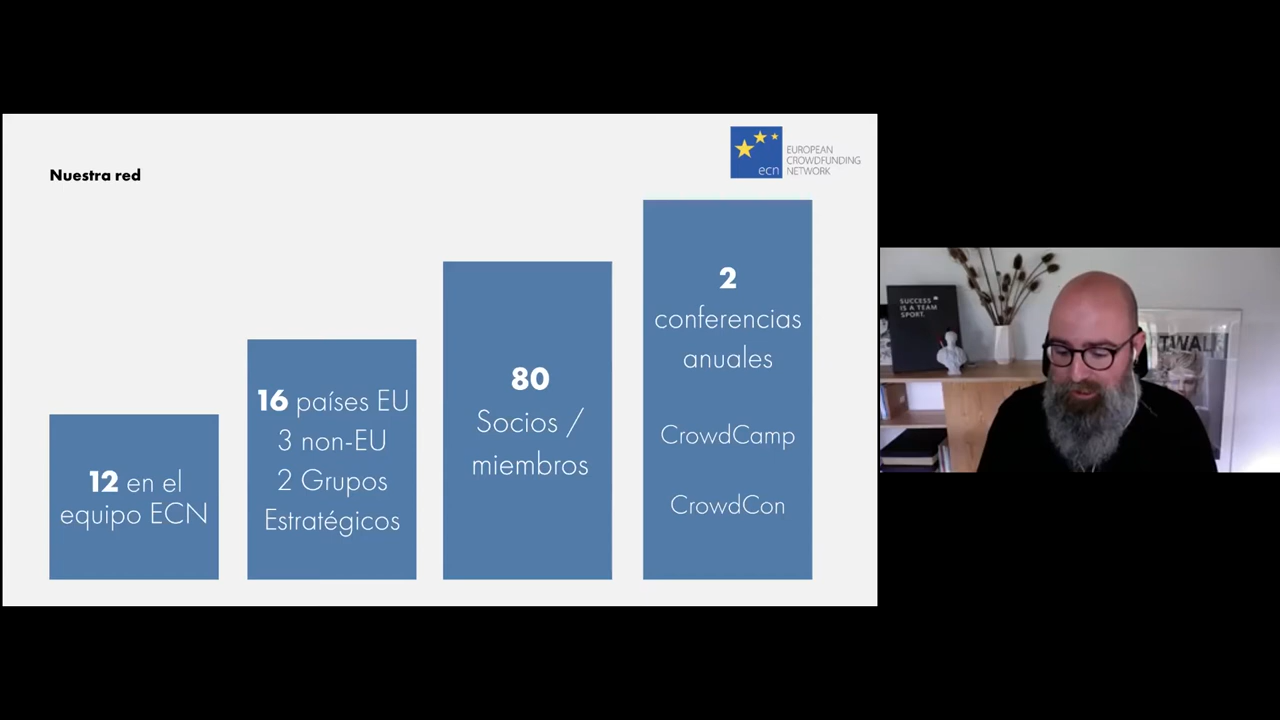 Nuestra red
ecn
EUROPEAN
CROWDFUNDING
NETWORK
12 en el
equipo ECN
16 países EU
3 non-EU
2 Grupos
Estratégicos
80
Socios /
miembros
2
conferencias
anuales
CrowdCamp
CrowdCon
SUCCESS
IS A TEAM
SPORT.
TWALK